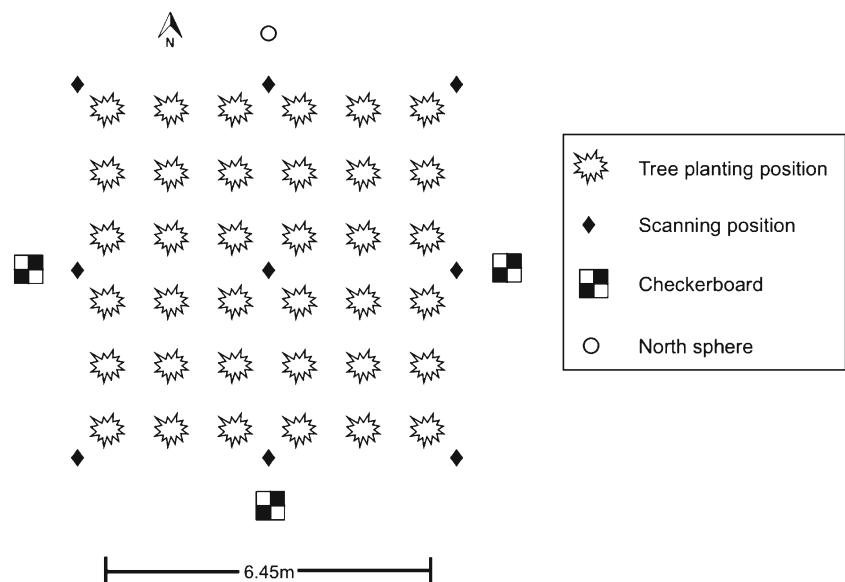 N
Tree planting position
Scanning position
Checkerboard
North sphere
6.45m